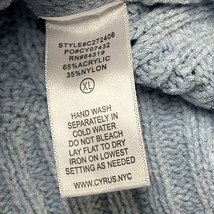 STYLE#C272406
PO#CY07432
RN#84319
65%ACRYLIC
35%NYLON
XL
HAND WASH
SEPARATELY IN
COLD WATER
DO NOT BLEACH
LAY FLAT TO DRY
IRON ON LOWEST
SETTING AS NEEDED
WWW.CYRUS.NYC